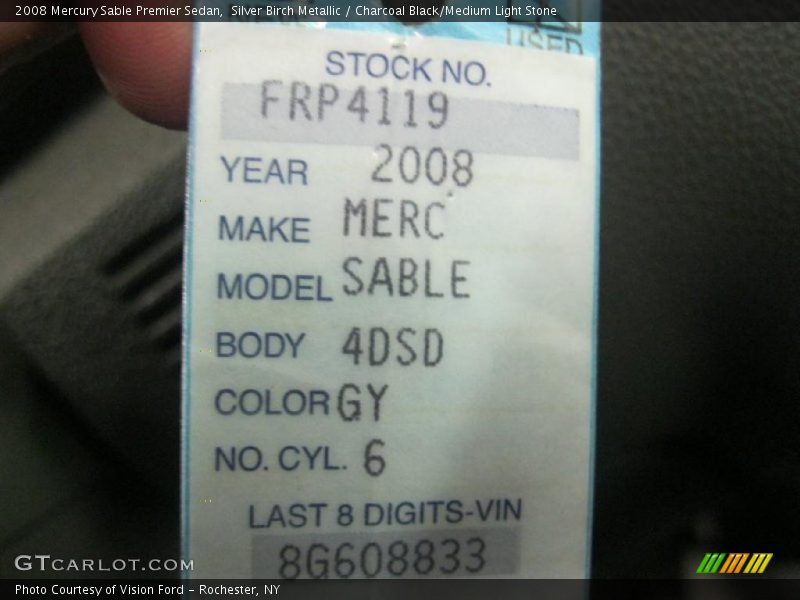 2008 Mercury Sable Premier Sedan, Silver Birch Metallic / Charcoal Black/Medium Light Stone
USED
STOCK NO.
FRP4119
YEAR 2008
MAKE MERC
MODEL SABLE
BODY 4DSD
COLOR GY
NO. CYL. 6
LAST 8 DIGITS-VIN
8G608833
GTCARLOT.COM
Photo Courtesy of Vision Ford - Rochester, NY